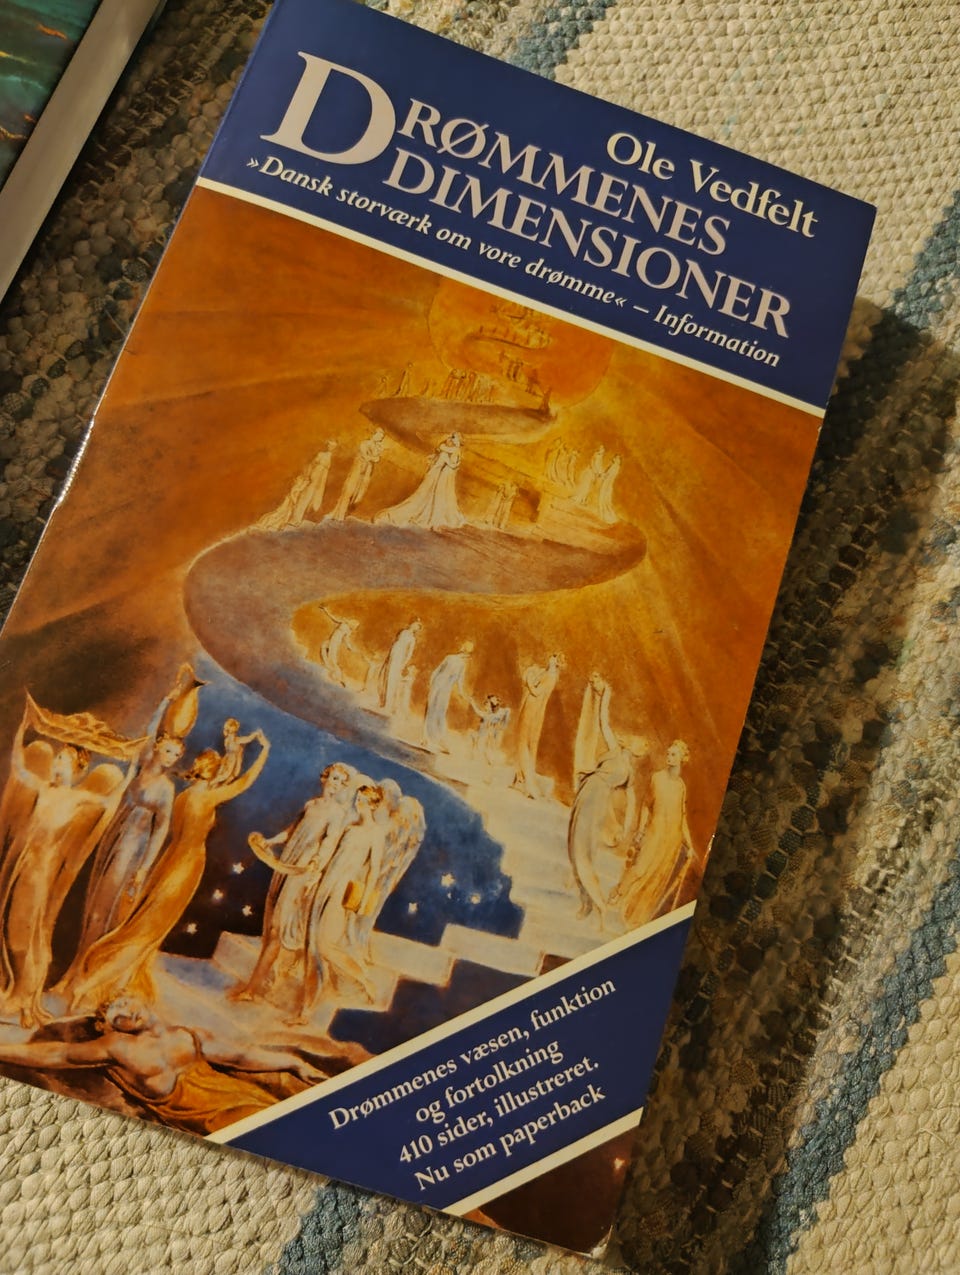 Ole Vedfelt
DRØMMENES
DIMENSIONER
»Dansk storværk om vore drømme« – Information
Drømmenes væsen, funktion
og fortolkning
410 sider, illustreret.
Nu som paperback